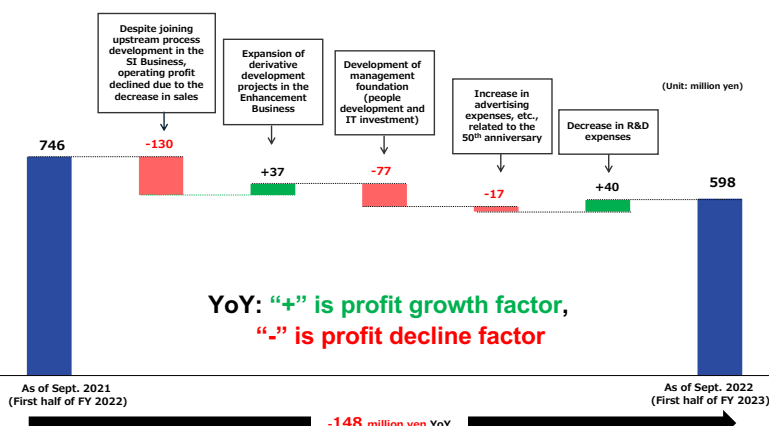 Despite joining
upstream process
development in the
SI Business,
operating profit
declined due to the
decrease in sales
Expansion of
derivative
development
projects in the
Enhancement
Business
Development of
management
foundation
(people
development and
IT investment)
Increase in
advertising
expenses, etc.,
related to the
50th anniversary
Decrease in R&D
expenses
(Unit: million yen)
746
-130
+37
-77
-17
+40
598
YoY: “+” is profit growth factor,
“-” is profit decline factor
As of Sept. 2021
(First half of FY 2022)
As of Sept. 2022
(First half of FY 2023)
-148 million yen YoY